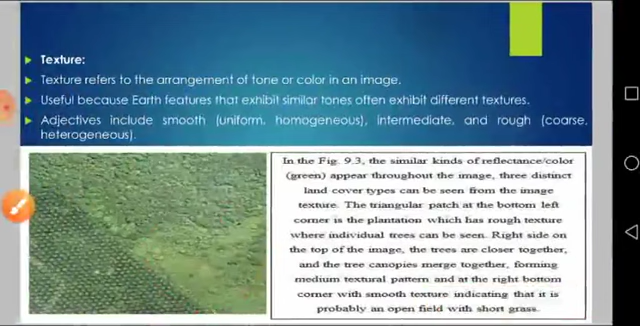 Texture:
Texture refers to the arrangement of tone or color in an image.
Useful because Earth features that exhibit similar tones often exhibit different textures.
Adjectives include smooth (uniform, homogeneous), intermediate, and rough (coarse,
heterogeneous).
In the Fig. 9.3, the similar kinds of reflectance/color
(green) appear throughout the image, three distinct
land cover types can be seen from the image
texture. The triangular patch at the bottom left
corner is the plantation which has rough texture
where individual trees can be seen. Right side on
the top of the image, the trees are closer together,
and the tree canopies merge together, forming
medium textural pattern and at the right bottom
corner with smooth texture indicating that it is
probably an open field with short grass.